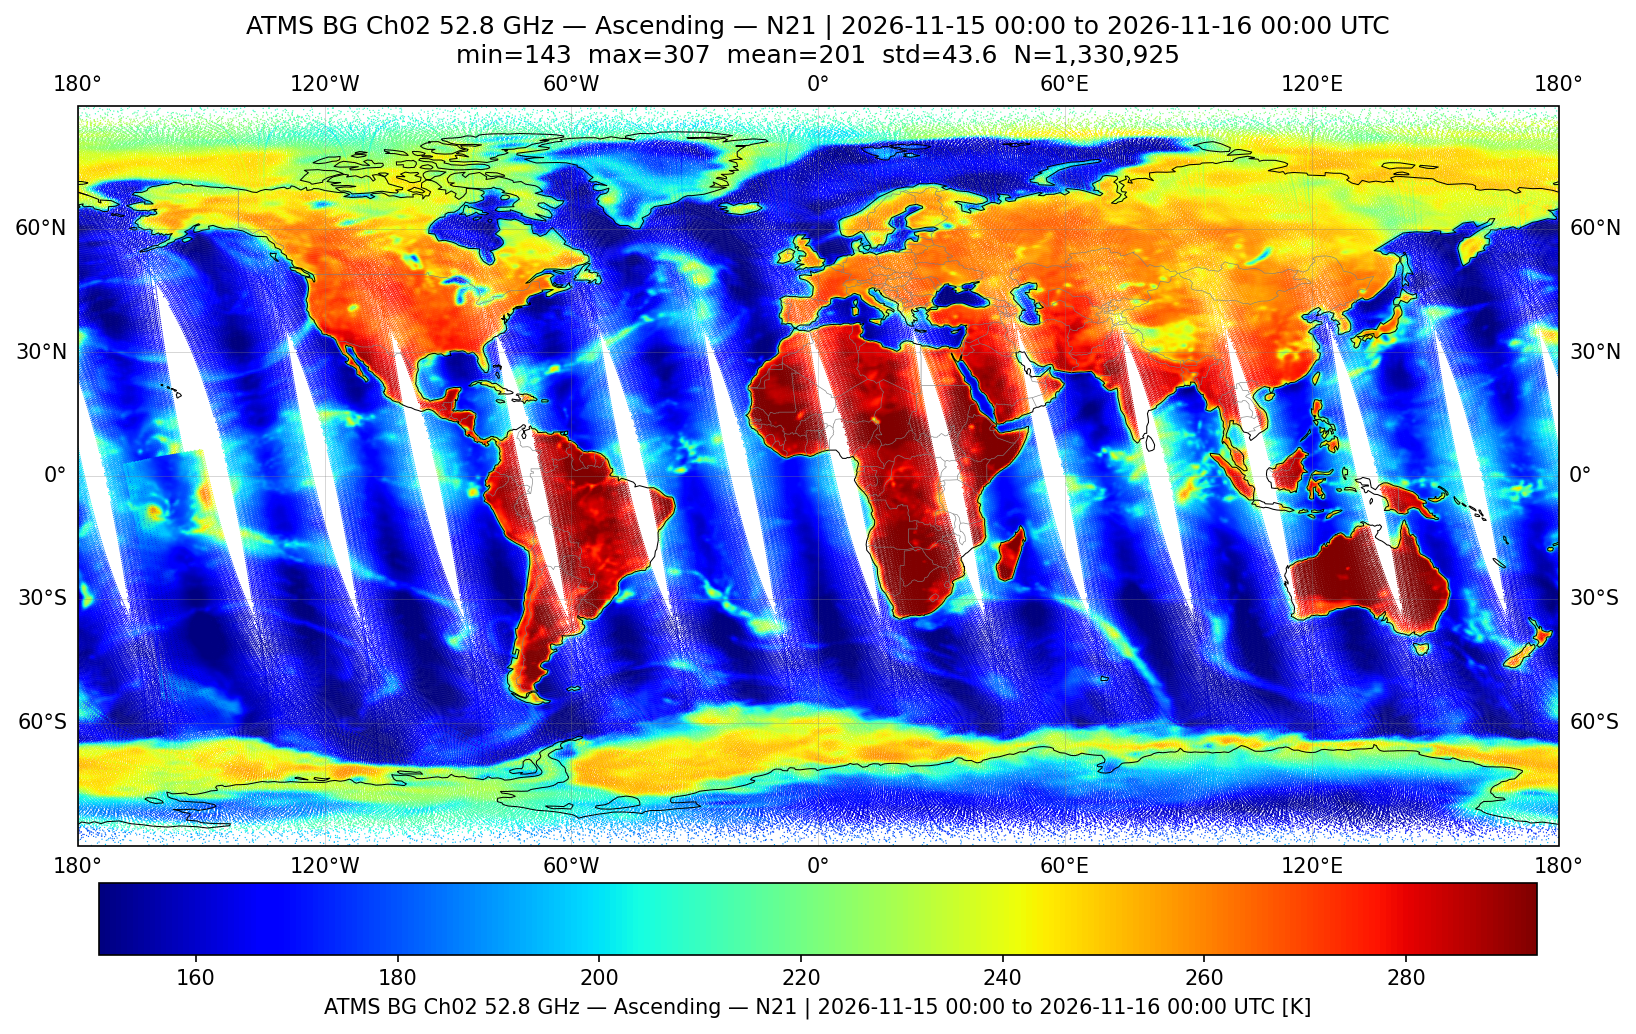 ATMS BG Ch02 52.8 GHz — Ascending — N21 | 2026-11-15 00:00 to 2026-11-16 00:00 UTC
min=143  max=307  mean=201  std=43.6  N=1,330,925
180° 120°W 60°W 0° 60°E 120°E 180°
60°N 60°N
30°N 30°N
0° 0°
30°S 30°S
60°S 60°S
180° 120°W 60°W 0° 60°E 120°E 180°
160 180 200 220 240 260 280
ATMS BG Ch02 52.8 GHz — Ascending — N21 | 2026-11-15 00:00 to 2026-11-16 00:00 UTC [K]